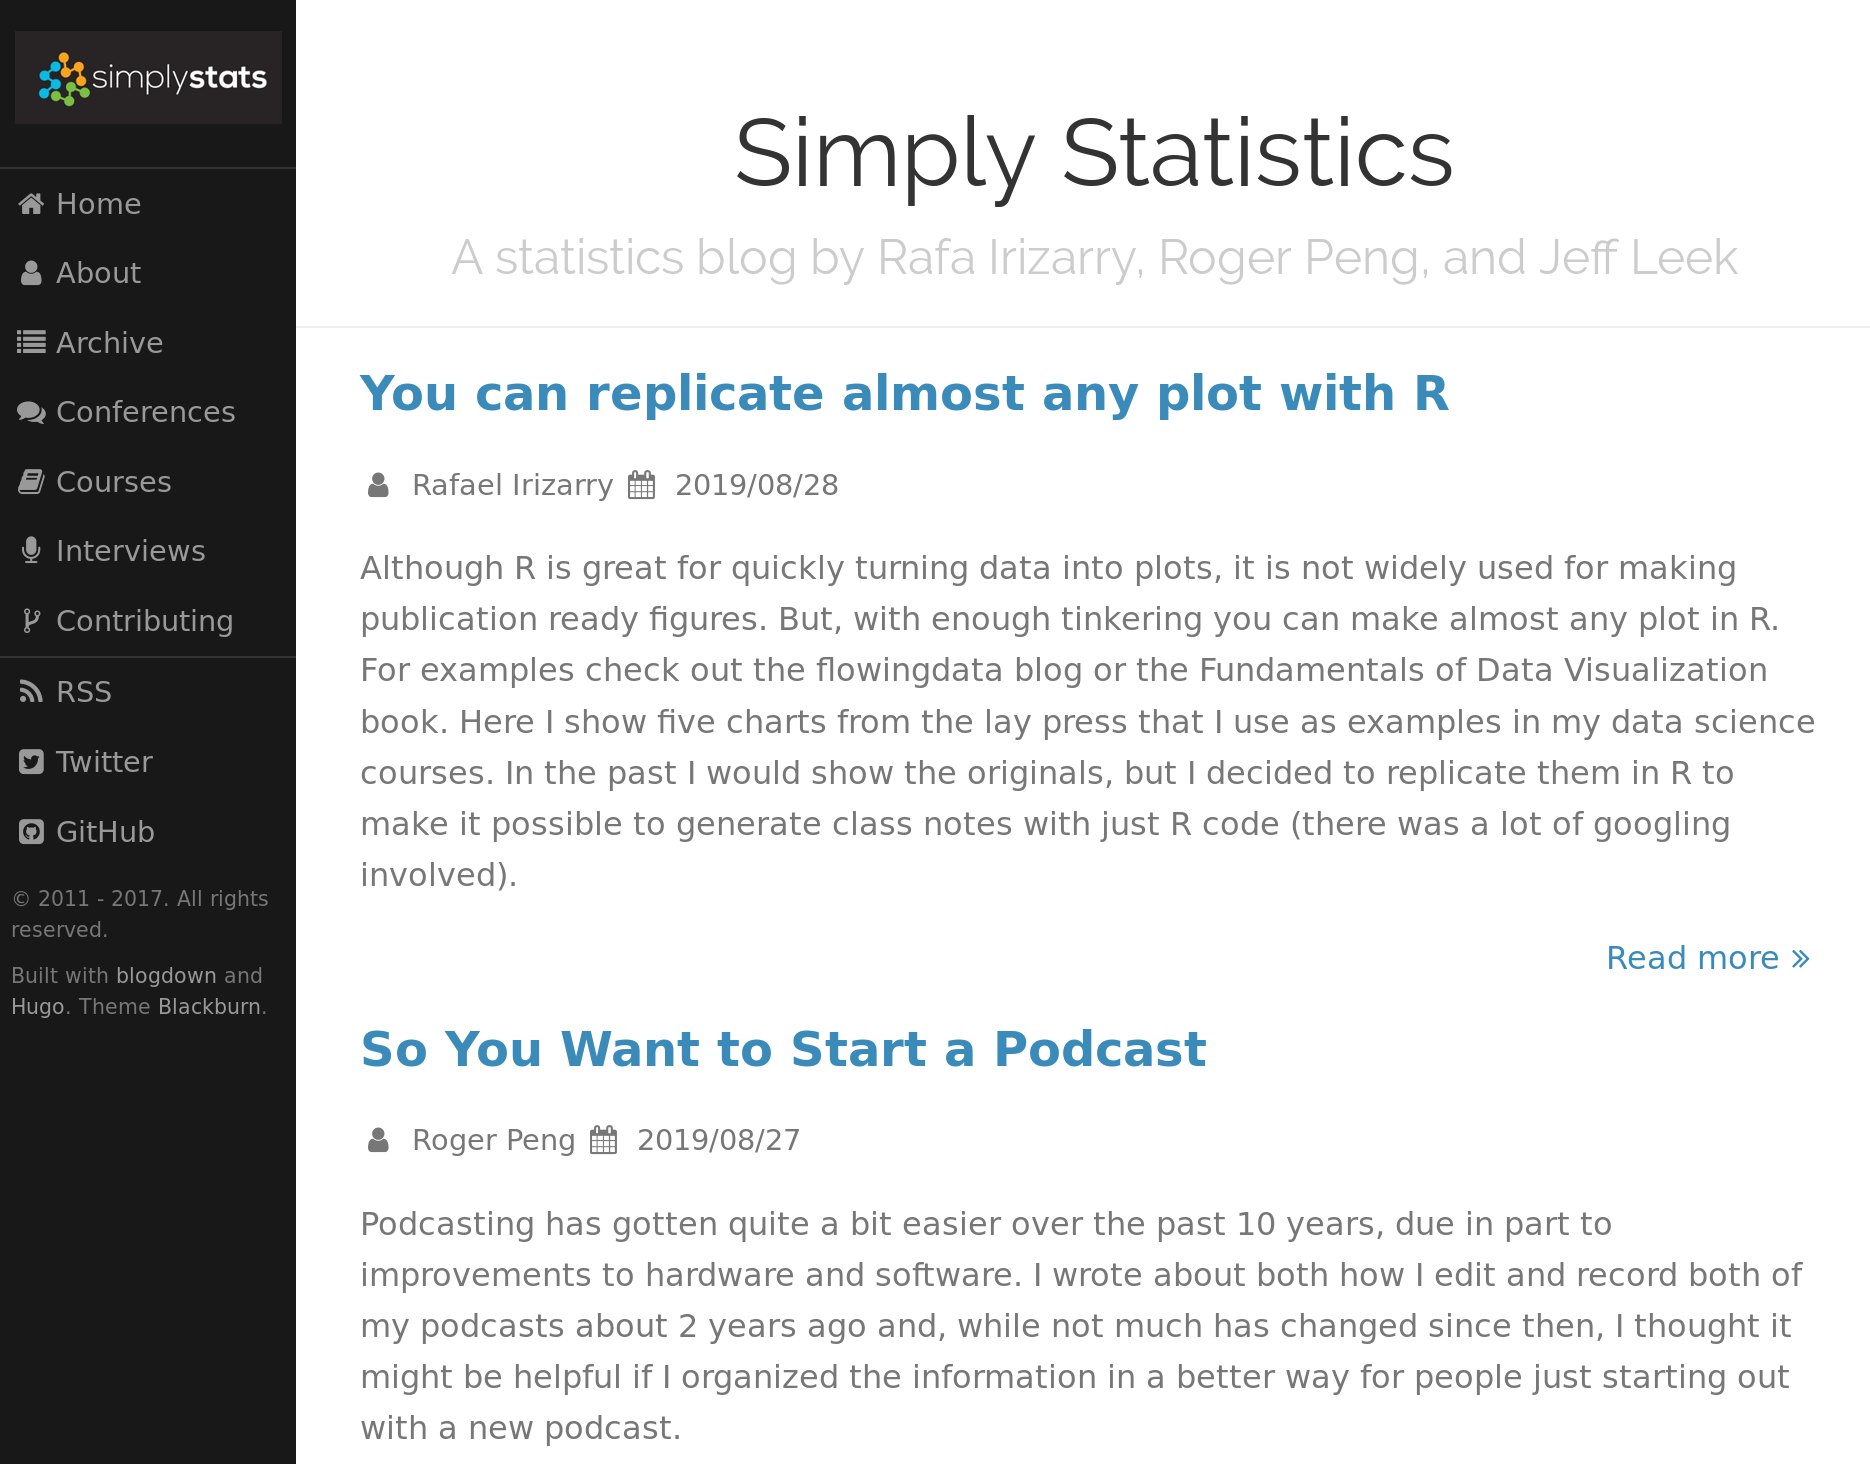 simplystats
Home
About
Archive
Conferences
Courses
Interviews
Contributing
RSS
Twitter
GitHub
© 2011 - 2017. All rights
reserved.
Built with blogdown and
Hugo. Theme Blackburn.
Simply Statistics
A statistics blog by Rafa Irizarry, Roger Peng, and Jeff Leek
You can replicate almost any plot with R
Rafael Irizarry 2019/08/28
Although R is great for quickly turning data into plots, it is not widely used for making
publication ready figures. But, with enough tinkering you can make almost any plot in R.
For examples check out the flowingdata blog or the Fundamentals of Data Visualization
book. Here I show five charts from the lay press that I use as examples in my data science
courses. In the past I would show the originals, but I decided to replicate them in R to
make it possible to generate class notes with just R code (there was a lot of googling
involved).
Read more »
So You Want to Start a Podcast
Roger Peng 2019/08/27
Podcasting has gotten quite a bit easier over the past 10 years, due in part to
improvements to hardware and software. I wrote about both how I edit and record both of
my podcasts about 2 years ago and, while not much has changed since then, I thought it
might be helpful if I organized the information in a better way for people just starting out
with a new podcast.